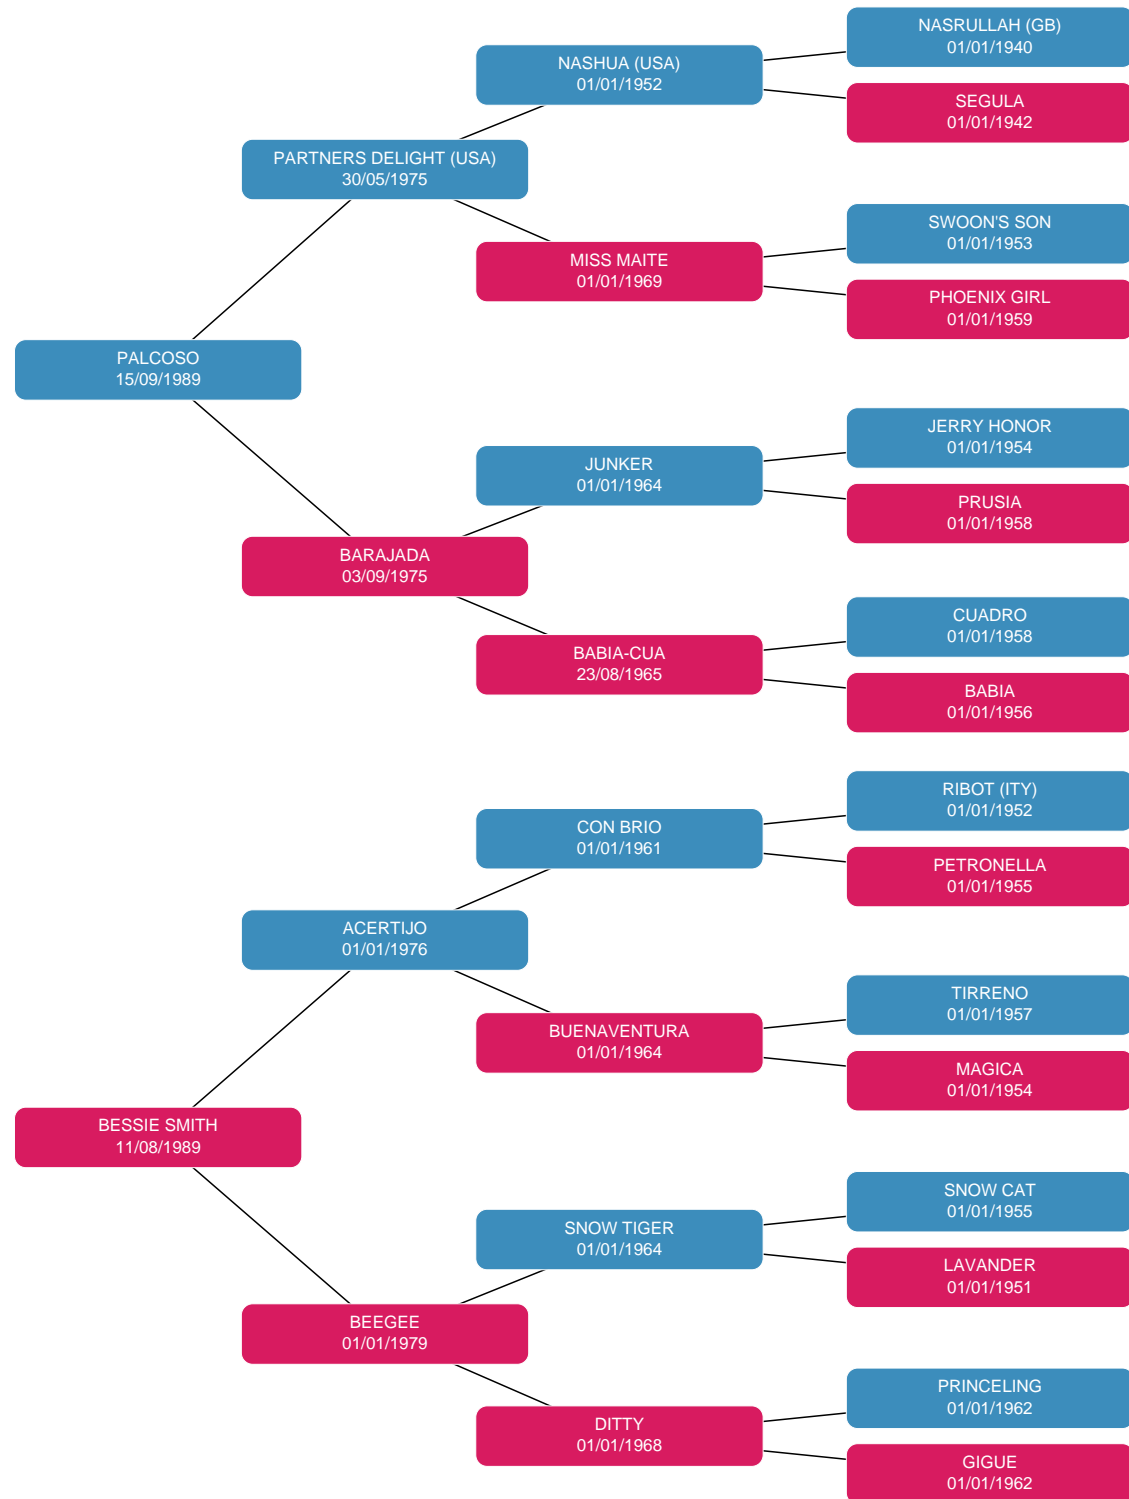 NASRULLAH (GB)
01/01/1940
NASHUA (USA)
01/01/1952
SEGULA
01/01/1942
PARTNERS DELIGHT (USA)
30/05/1975
SWOON'S SON
01/01/1953
MISS MAITE
01/01/1969
PHOENIX GIRL
01/01/1959
PALCOSO
15/09/1989
JERRY HONOR
01/01/1954
JUNKER
01/01/1964
PRUSIA
01/01/1958
BARAJADA
03/09/1975
CUADRO
01/01/1958
BABIA-CUA
23/08/1965
BABIA
01/01/1956
RIBOT (ITY)
01/01/1952
CON BRIO
01/01/1961
PETRONELLA
01/01/1955
ACERTIJO
01/01/1976
TIRRENO
01/01/1957
BUENAVENTURA
01/01/1964
MAGICA
01/01/1954
BESSIE SMITH
11/08/1989
SNOW CAT
01/01/1955
SNOW TIGER
01/01/1964
LAVANDER
01/01/1951
BEEGEE
01/01/1979
PRINCELING
01/01/1962
DITTY
01/01/1968
GIGUE
01/01/1962